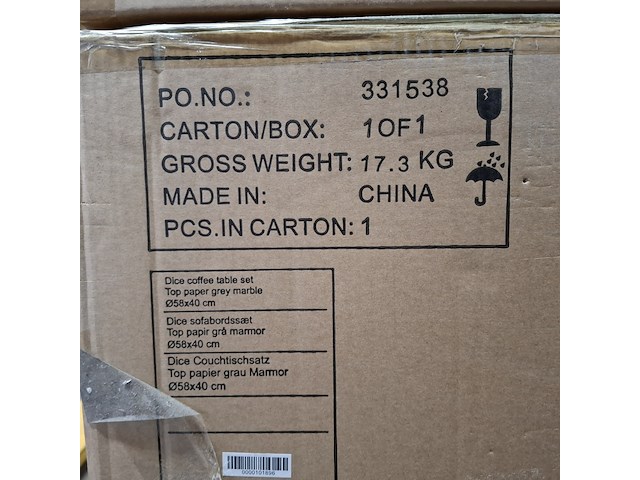 PO.NO.: 331538
CARTON/BOX: 1OF1
GROSS WEIGHT: 17.3 KG
MADE IN: CHINA
PCS.IN CARTON: 1
Dice coffee table set
Top paper grey marble
Ø58x40 cm
Dice sofabordssæt
Top papir grå marmor
Ø58x40 cm
Dice Couchtischsatz
Top papier grau Marmor
Ø58x40 cm